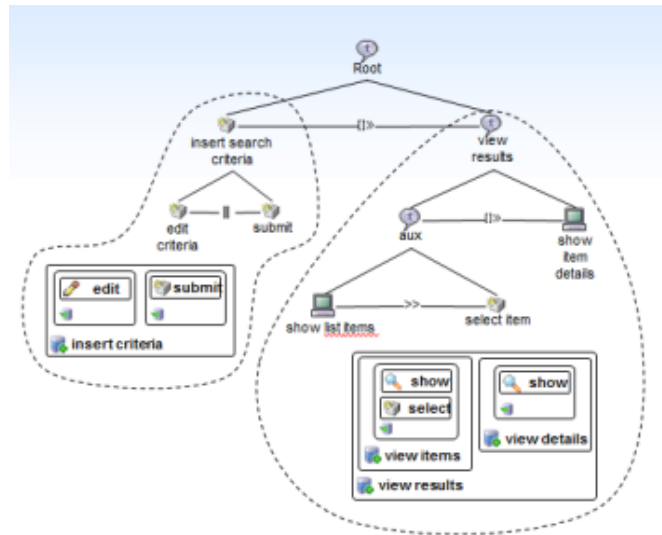 t
Root
insert search
criteria
[]»
t
view
results
edit
criteria
||
submit
t
aux
[]»
show
item
details
show list items
>>
select item
edit
submit
insert criteria
show
select
view items
show
view details
view results